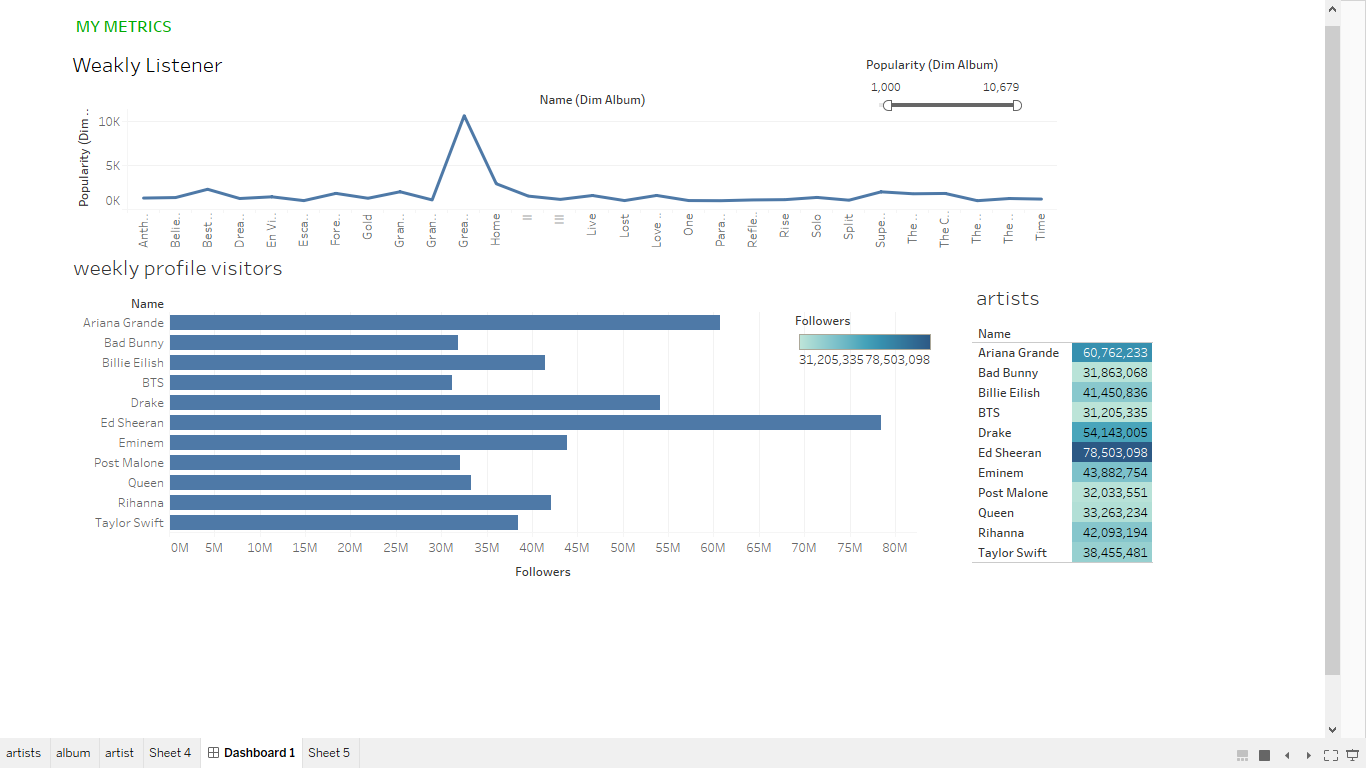 MY METRICS
Weakly Listener
Popularity (Dim Album)
1,000 10,679
Name (Dim Album)
Popularity (Dim ..
10K
5K
0K
Anth.. Belie.. Best.. Drea.. En Vi.. Esca.. Fore.. Gold Gran.. Gran.. Grea.. Home II III Live Lost Love .. One Para.. Refle.. Rise Solo Split Supe.. The .. The C.. The .. The .. Time
weekly profile visitors
Name
Ariana Grande
Bad Bunny
Billie Eilish
BTS
Drake
Ed Sheeran
Eminem
Post Malone
Queen
Rihanna
Taylor Swift
0M 5M 10M 15M 20M 25M 30M 35M 40M 45M 50M 55M 60M 65M 70M 75M 80M
Followers
Followers
31,205,335 78,503,098
artists
Name
Ariana Grande 60,762,233
Bad Bunny 31,863,068
Billie Eilish 41,450,836
BTS 31,205,335
Drake 54,143,005
Ed Sheeran 78,503,098
Eminem 43,882,754
Post Malone 32,033,551
Queen 33,263,234
Rihanna 42,093,194
Taylor Swift 38,455,481
artists album artist Sheet 4 Dashboard 1 Sheet 5